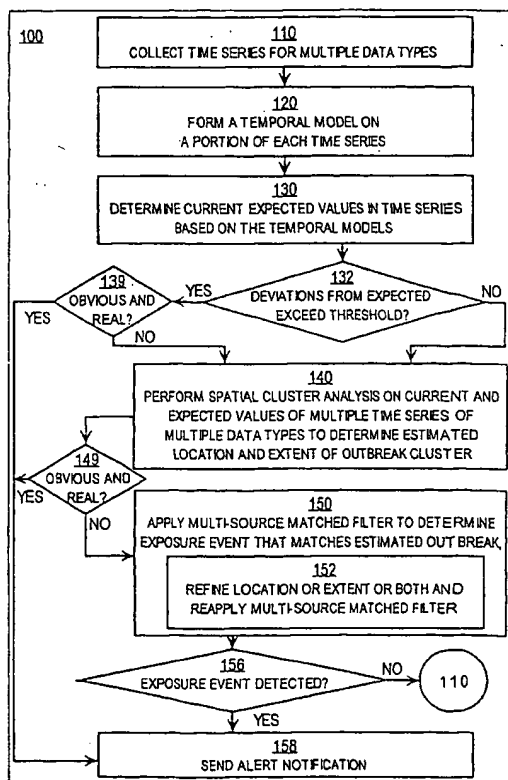 100
110
COLLECT TIME SERIES FOR MULTIPLE DATA TYPES
120
FORM A TEMPORAL MODEL ON
A PORTION OF EACH TIME SERIES
130
DETERMINE CURRENT EXPECTED VALUES IN TIME SERIES
BASED ON THE TEMPORAL MODELS
139
OBVIOUS AND
REAL?
YES
132
DEVIATIONS FROM EXPECTED
EXCEED THRESHOLD?
NO
YES
NO
140
PERFORM SPATIAL CLUSTER ANALYSIS ON CURRENT AND
EXPECTED VALUES OF MULTIPLE TIME SERIES OF
MULTIPLE DATA TYPES TO DETERMINE ESTIMATED
LOCATION AND EXTENT OF OUTBREAK CLUSTER
149
OBVIOUS AND
REAL?
YES
NO
150
APPLY MULTI-SOURCE MATCHED FILTER TO DETERMINE
EXPOSURE EVENT THAT MATCHES ESTIMATED OUT BREAK,
152
REFINE LOCATION OR EXTENT OR BOTH AND
REAPPLY MULTI-SOURCE MATCHED FILTER
156
EXPOSURE EVENT DETECTED?
NO
110
YES
158
SEND ALERT NOTIFICATION